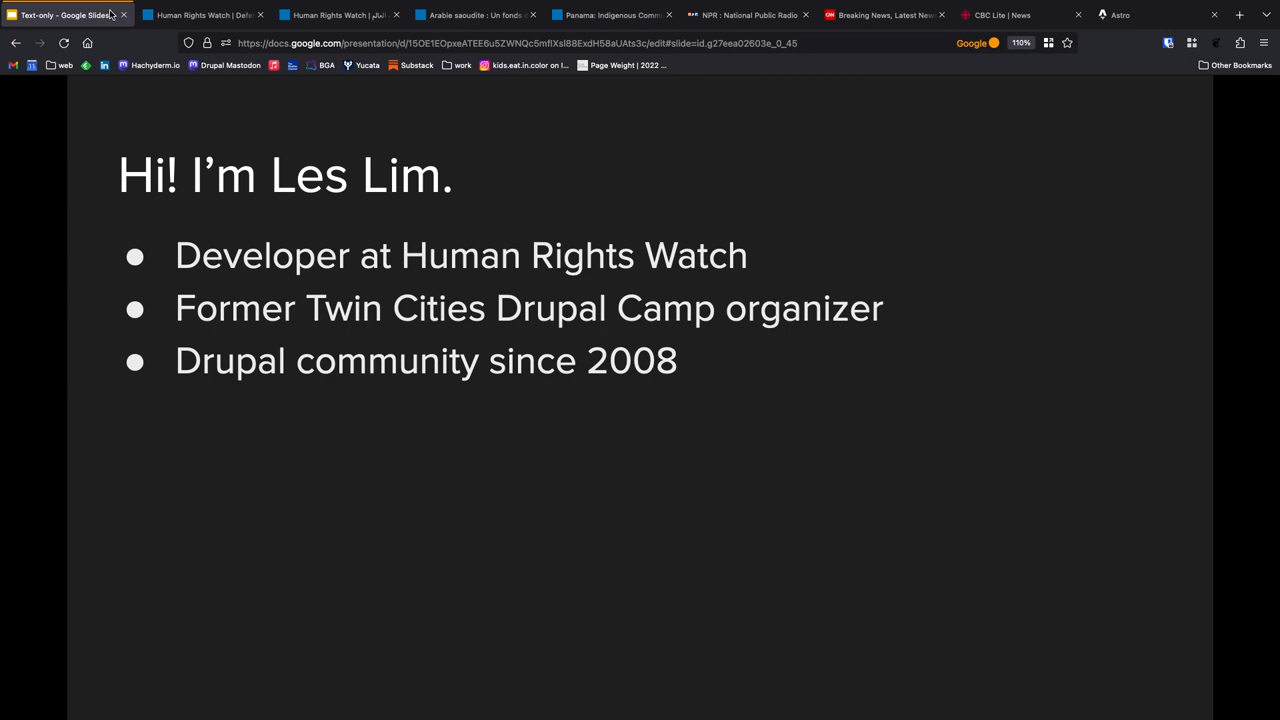 Text-only - Google Slides
Human Rights Watch | Defe
Human Rights Watch | العالم
Arabie saoudite : Un fonds d
Panama: Indigenous Commu
NPR : National Public Radio
Breaking News, Latest News
CBC Lite | News
Astro
https://docs.google.com/presentation/d/15OE1EOpxeATEE6u5ZWNQc5mflXsl88ExdH58aUAts3c/edit#slide=id.g27eea02603e_0_45
Google
110%
web
Hachyderm.io
Drupal Mastodon
BGA
Yucata
Substack
work
kids.eat.in.color on I...
Page Weight | 2022 ...
Other Bookmarks
Hi! I’m Les Lim.
● Developer at Human Rights Watch
● Former Twin Cities Drupal Camp organizer
● Drupal community since 2008